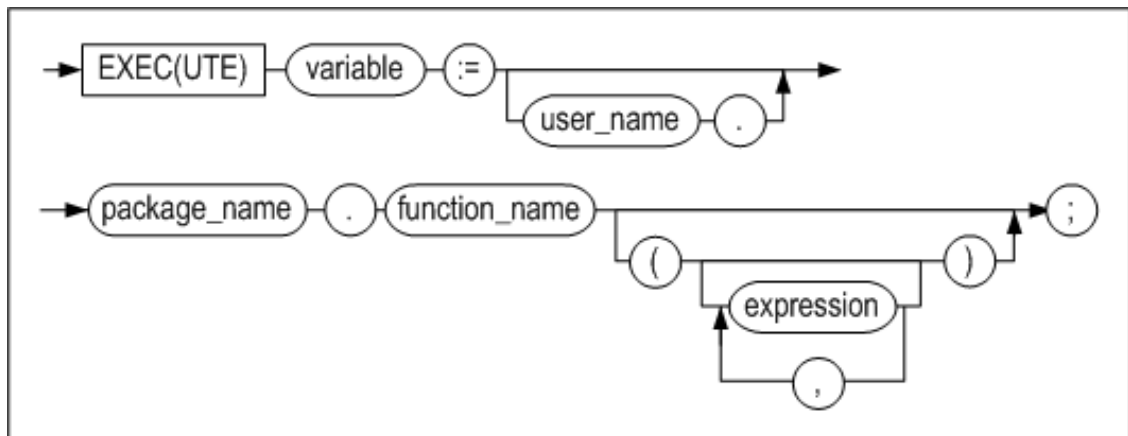 EXEC(UTE) variable :=
user_name .
package_name . function_name ;
( )
expression
,